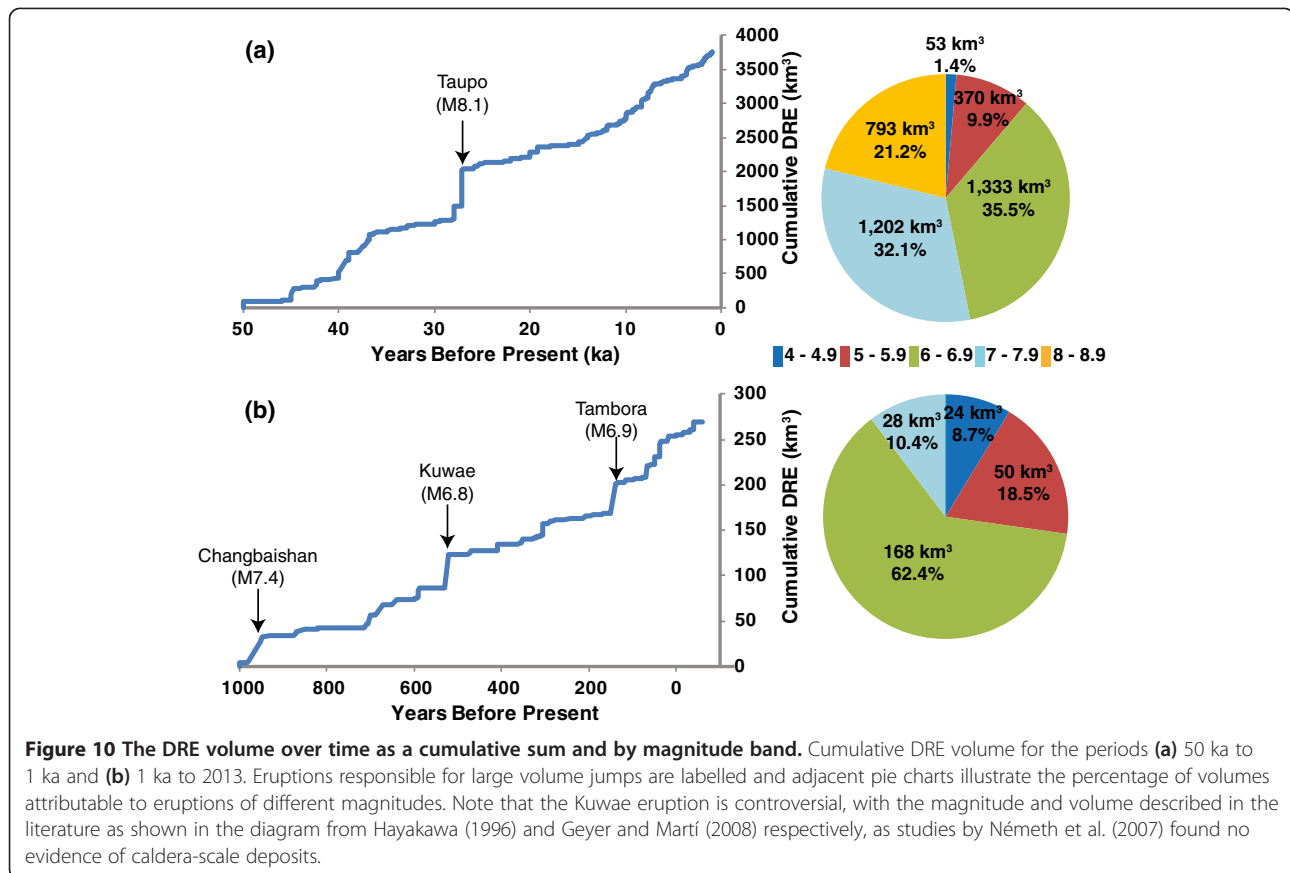 (a)
Taupo
(M8.1)
4000
3500
3000
2500
2000
1500
1000
500
0
Cumulative DRE (km³)
50 40 30 20 10 0
Years Before Present (ka)
53 km³
1.4%
370 km³
9.9%
793 km³
21.2%
1,333 km³
35.5%
1,202 km³
32.1%
4 - 4.9 5 - 5.9 6 - 6.9 7 - 7.9 8 - 8.9
(b)
Changbaishan
(M7.4)
Kuwae
(M6.8)
Tambora
(M6.9)
300
250
200
150
100
50
0
Cumulative DRE (km³)
1000 800 600 400 200 0
Years Before Present
28 km³
10.4%
24 km³
8.7%
50 km³
18.5%
168 km³
62.4%
Figure 10 The DRE volume over time as a cumulative sum and by magnitude band. Cumulative DRE volume for the periods (a) 50 ka to
1 ka and (b) 1 ka to 2013. Eruptions responsible for large volume jumps are labelled and adjacent pie charts illustrate the percentage of volumes
attributable to eruptions of different magnitudes. Note that the Kuwae eruption is controversial, with the magnitude and volume described in the
literature as shown in the diagram from Hayakawa (1996) and Geyer and Martí (2008) respectively, as studies by Németh et al. (2007) found no
evidence of caldera-scale deposits.